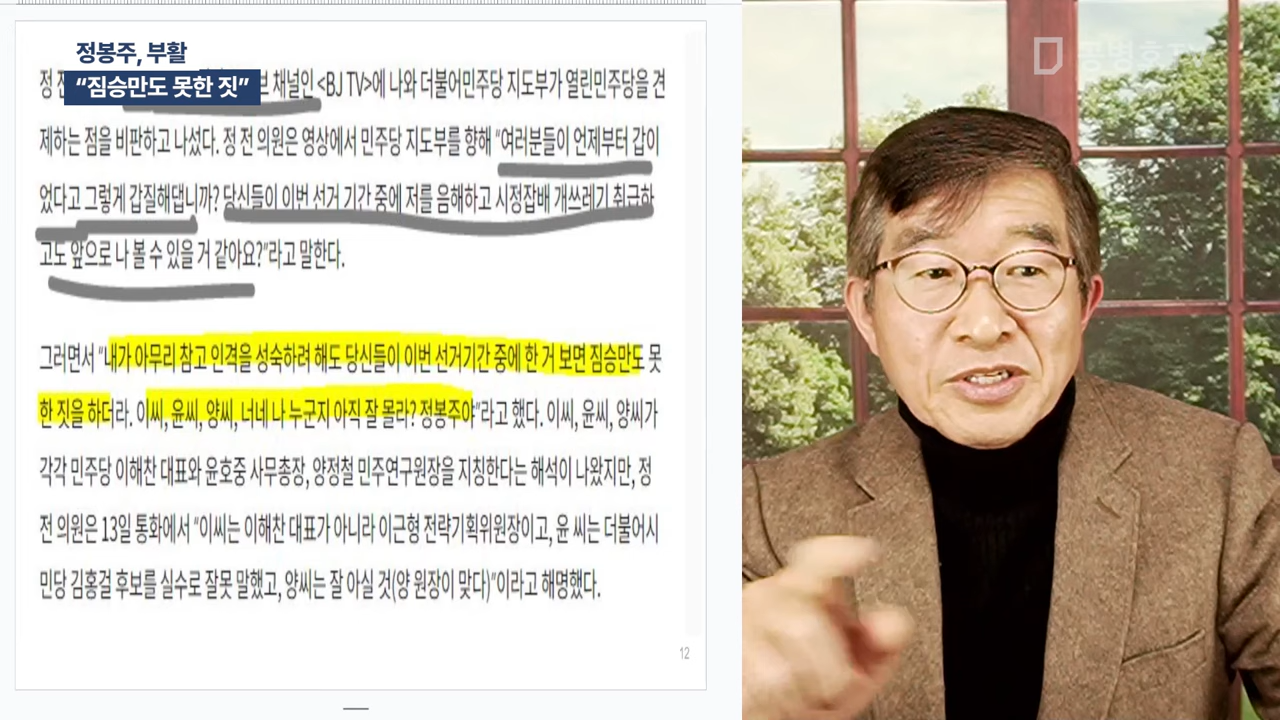 정봉주, 부활
“짐승만도 못한 짓”
정 전
채널인 <BJ TV>에 나와 더불어민주당 지도부가 열린민주당을 견
제하는 점을 비판하고 나섰다. 정 전 의원은 영상에서 민주당 지도부를 향해 “여러분들이 언제부터 갑이
었다고 그렇게 갑질해댑니까? 당신들이 이번 선거 기간 중에 저를 음해하고 시정잡배 개쓰레기 취급하
고도 앞으로 나 볼 수 있을 거 같아요?”라고 말한다.
그러면서 “내가 아무리 참고 인격을 성숙하려 해도 당신들이 이번 선거기간 중에 한 거 보면 짐승만도 못
한 짓을 하더라. 이씨, 윤씨, 양씨, 너네 나 누군지 아직 잘 몰라? 정봉주야”라고 했다. 이씨, 윤씨, 양씨가
각각 민주당 이해찬 대표와 윤호중 사무총장, 양정철 민주연구원장을 지칭한다는 해석이 나왔지만, 정
전 의원은 13일 통화에서 “이씨는 이해찬 대표가 아니라 이근형 전략기획위원장이고, 윤 씨는 더불어시
민당 김홍걸 후보를 실수로 잘못 말했고, 양씨는 잘 아실 것(양 원장이 맞다)”이라고 해명했다.
12
공병호TV